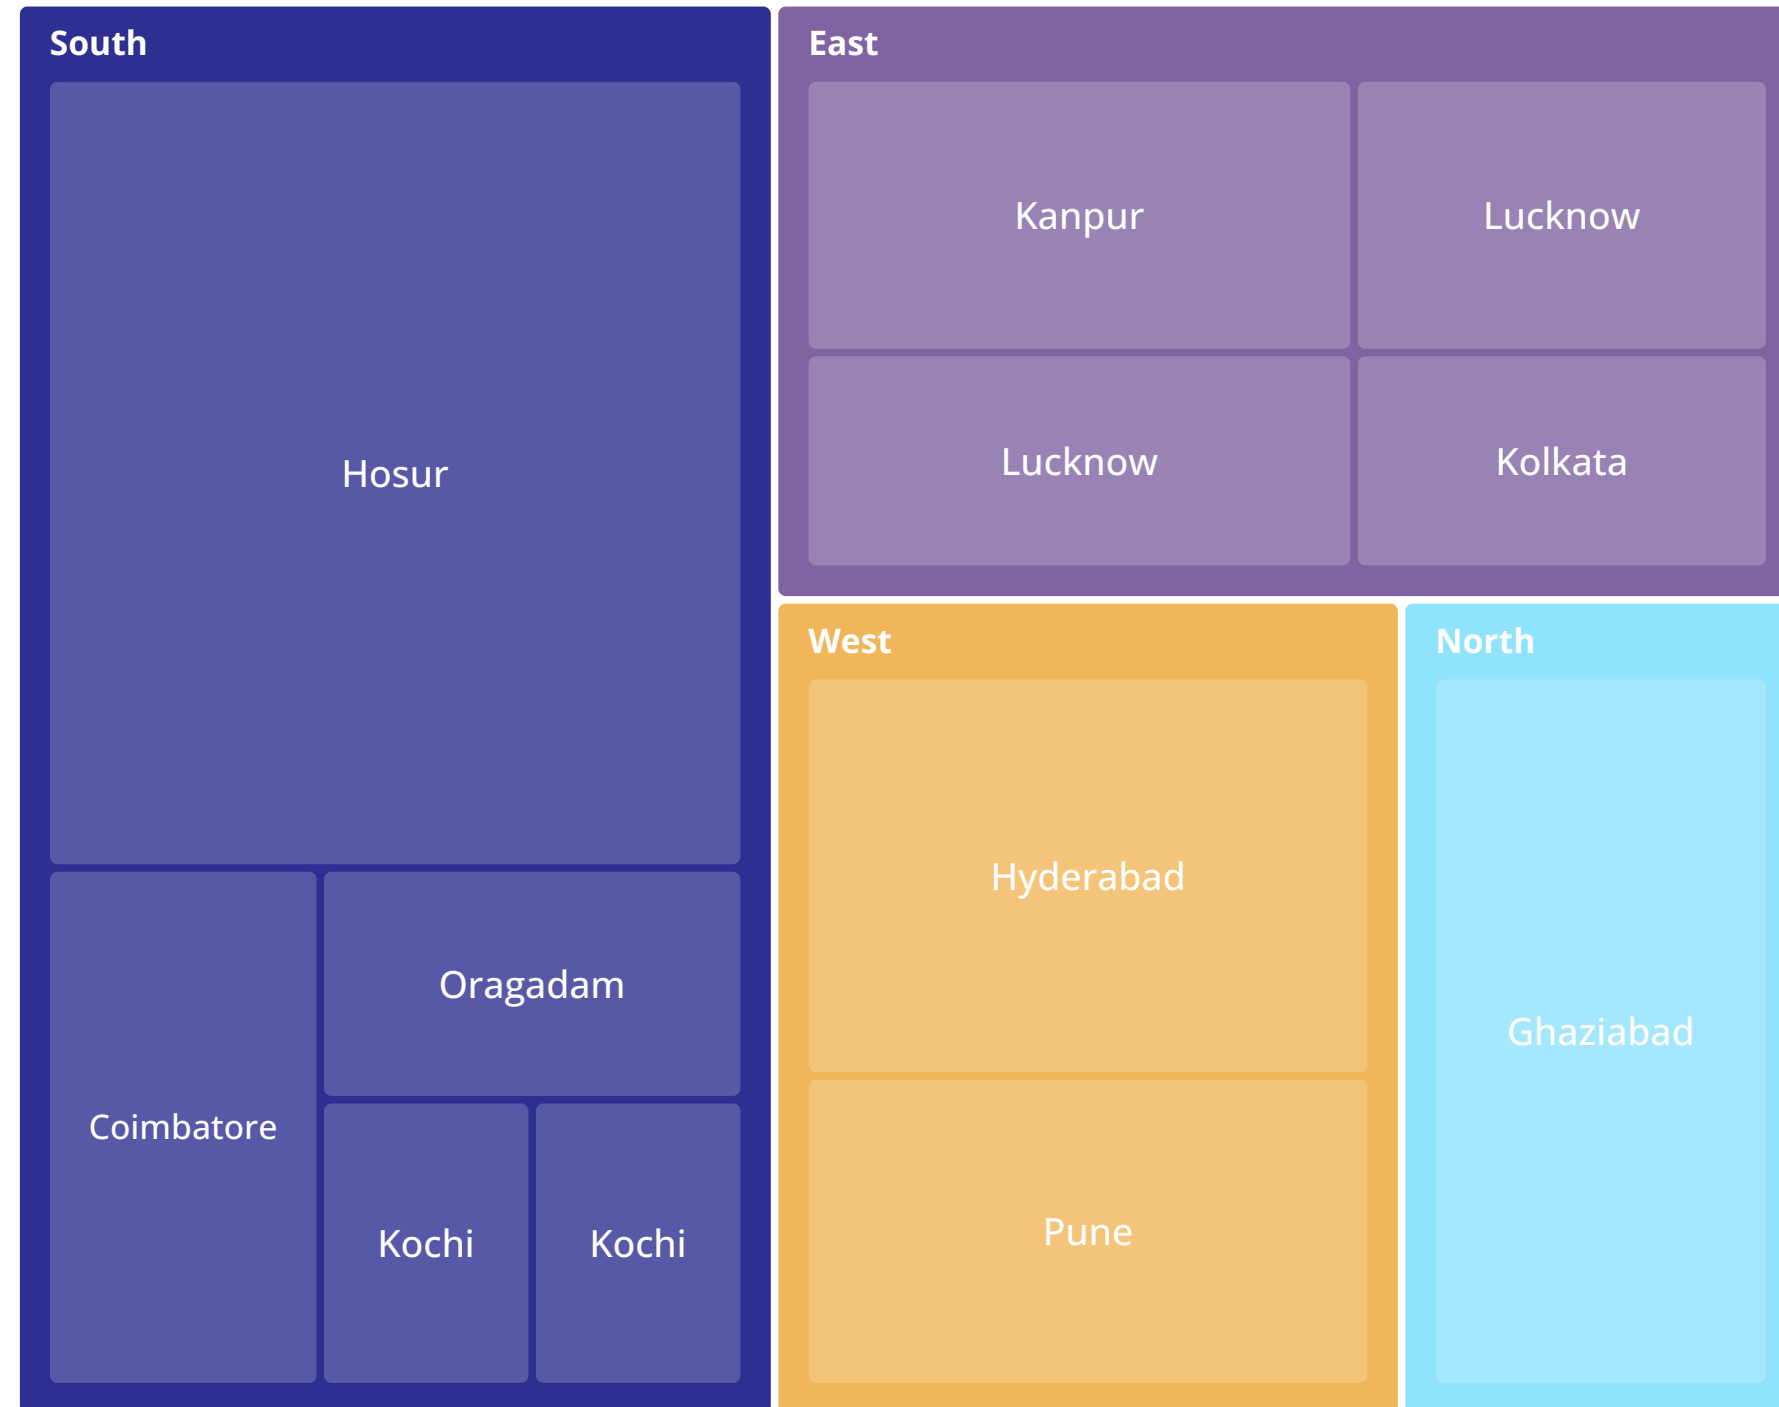 South
Hosur
Coimbatore
Oragadam
Kochi
Kochi
East
Kanpur
Lucknow
Lucknow
Kolkata
West
Hyderabad
Pune
North
Ghaziabad